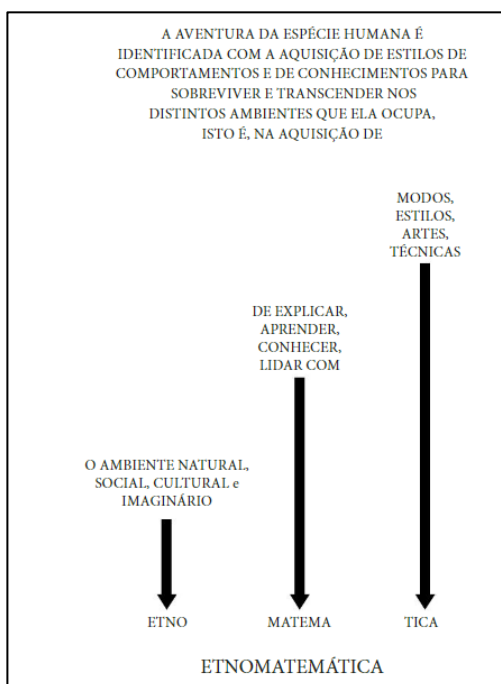 A AVENTURA DA ESPÉCIE HUMANA É
IDENTIFICADA COM A AQUISIÇÃO DE ESTILOS DE
COMPORTAMENTOS E DE CONHECIMENTOS PARA
SOBREVIVER E TRANSCENDER NOS
DISTINTOS AMBIENTES QUE ELA OCUPA,
ISTO É, NA AQUISIÇÃO DE
MODOS,
ESTILOS,
ARTES,
TÉCNICAS
DE EXPLICAR,
APRENDER,
CONHECER,
LIDAR COM
O AMBIENTE NATURAL,
SOCIAL, CULTURAL e
IMAGINÁRIO
ETNO MATEMA TICA
ETNOMATEMÁTICA